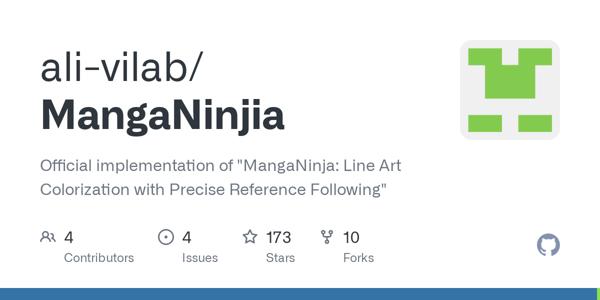 ali-vilab/
MangaNinjia
Official implementation of "MangaNinja: Line Art
Colorization with Precise Reference Following"
4 4 173 10
Contributors Issues Stars Forks